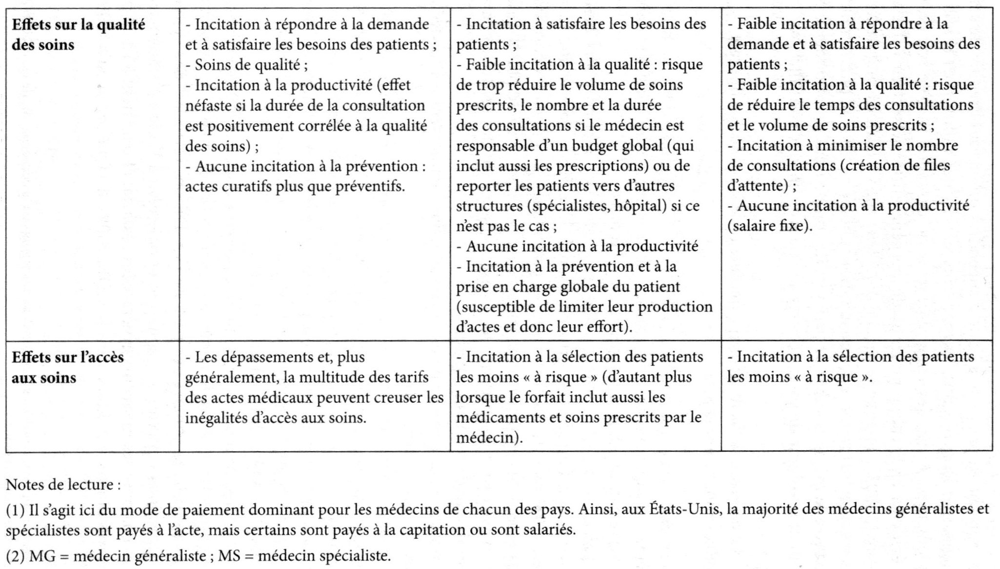 Effets sur la qualité
des soins
- Incitation à répondre à la demande
et à satisfaire les besoins des patients ;
- Soins de qualité ;
- Incitation à la productivité (effet
néfaste si la durée de la consultation
est positivement corrélée à la qualité
des soins) ;
- Aucune incitation à la prévention :
actes curatifs plus que préventifs.
- Incitation à satisfaire les besoins des
patients ;
- Faible incitation à la qualité : risque
de trop réduire le volume de soins
prescrits, le nombre et la durée
des consultations si le médecin est
responsable d'un budget global (qui
inclut aussi les prescriptions) ou de
reporter les patients vers d'autres
structures (spécialistes, hôpital) si ce
n'est pas le cas ;
- Aucune incitation à la productivité
- Incitation à la prévention et à la
prise en charge globale du patient
(susceptible de limiter leur production
d'actes et donc leur effort).
- Faible incitation à répondre à la
demande et à satisfaire les besoins des
patients ;
- Faible incitation à la qualité : risque
de réduire le temps des consultations
et le volume de soins prescrits ;
- Incitation à minimiser le nombre
de consultations (création de files
d'attente) ;
- Aucune incitation à la productivité
(salaire fixe).
Effets sur l'accès
aux soins
- Les dépassements et, plus
généralement, la multitude des tarifs
des actes médicaux peuvent creuser les
inégalités d'accès aux soins.
- Incitation à la sélection des patients
les moins « à risque » (d'autant plus
lorsque le forfait inclut aussi les
médicaments et soins prescrits par le
médecin).
- Incitation à la sélection des patients
les moins « à risque ».
Notes de lecture :
(1) Il s'agit ici du mode de paiement dominant pour les médecins de chacun des pays. Ainsi, aux États-Unis, la majorité des médecins généralistes et
spécialistes sont payés à l'acte, mais certains sont payés à la capitation ou sont salariés.
(2) MG = médecin généraliste ; MS = médecin spécialiste.